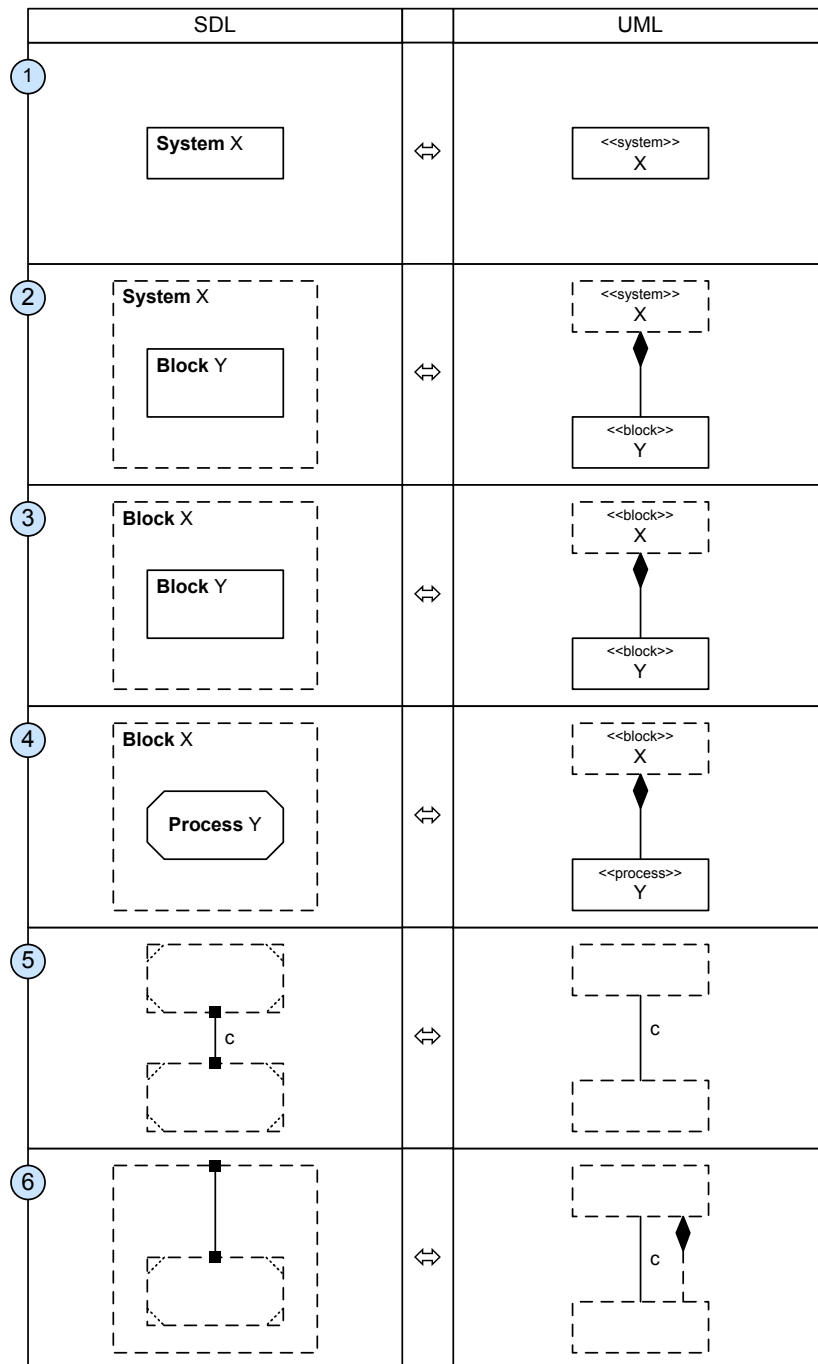 SDL UML
1
System X
<<system>>
X
2
System X
Block Y
<<system>>
X
<<block>>
Y
3
Block X
Block Y
<<block>>
X
<<block>>
Y
4
Block X
Process Y
<<block>>
X
<<process>>
Y
5
c
c
6
c